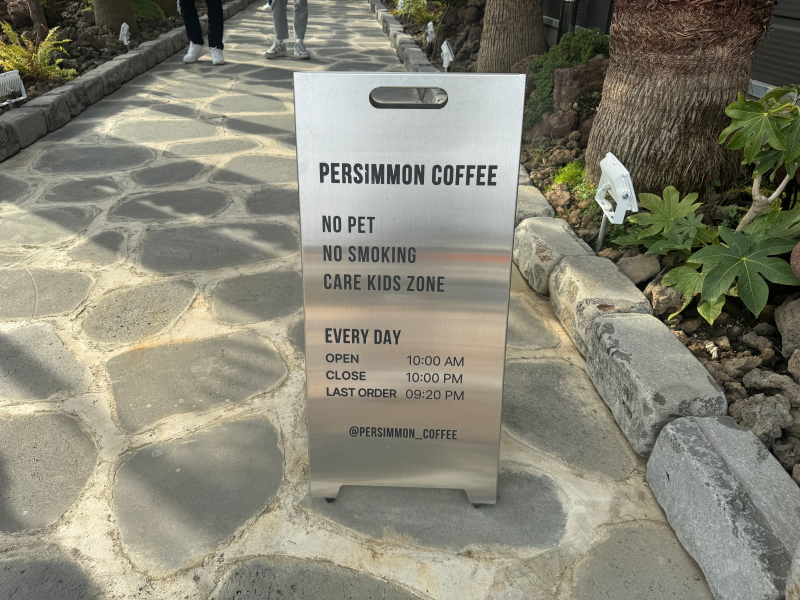 PERSIMMON COFFEE
NO PET
NO SMOKING
CARE KIDS ZONE
EVERY DAY
OPEN 10:00 AM
CLOSE 10:00 PM
LAST ORDER 09:20 PM
@PERSIMMON_COFFEE